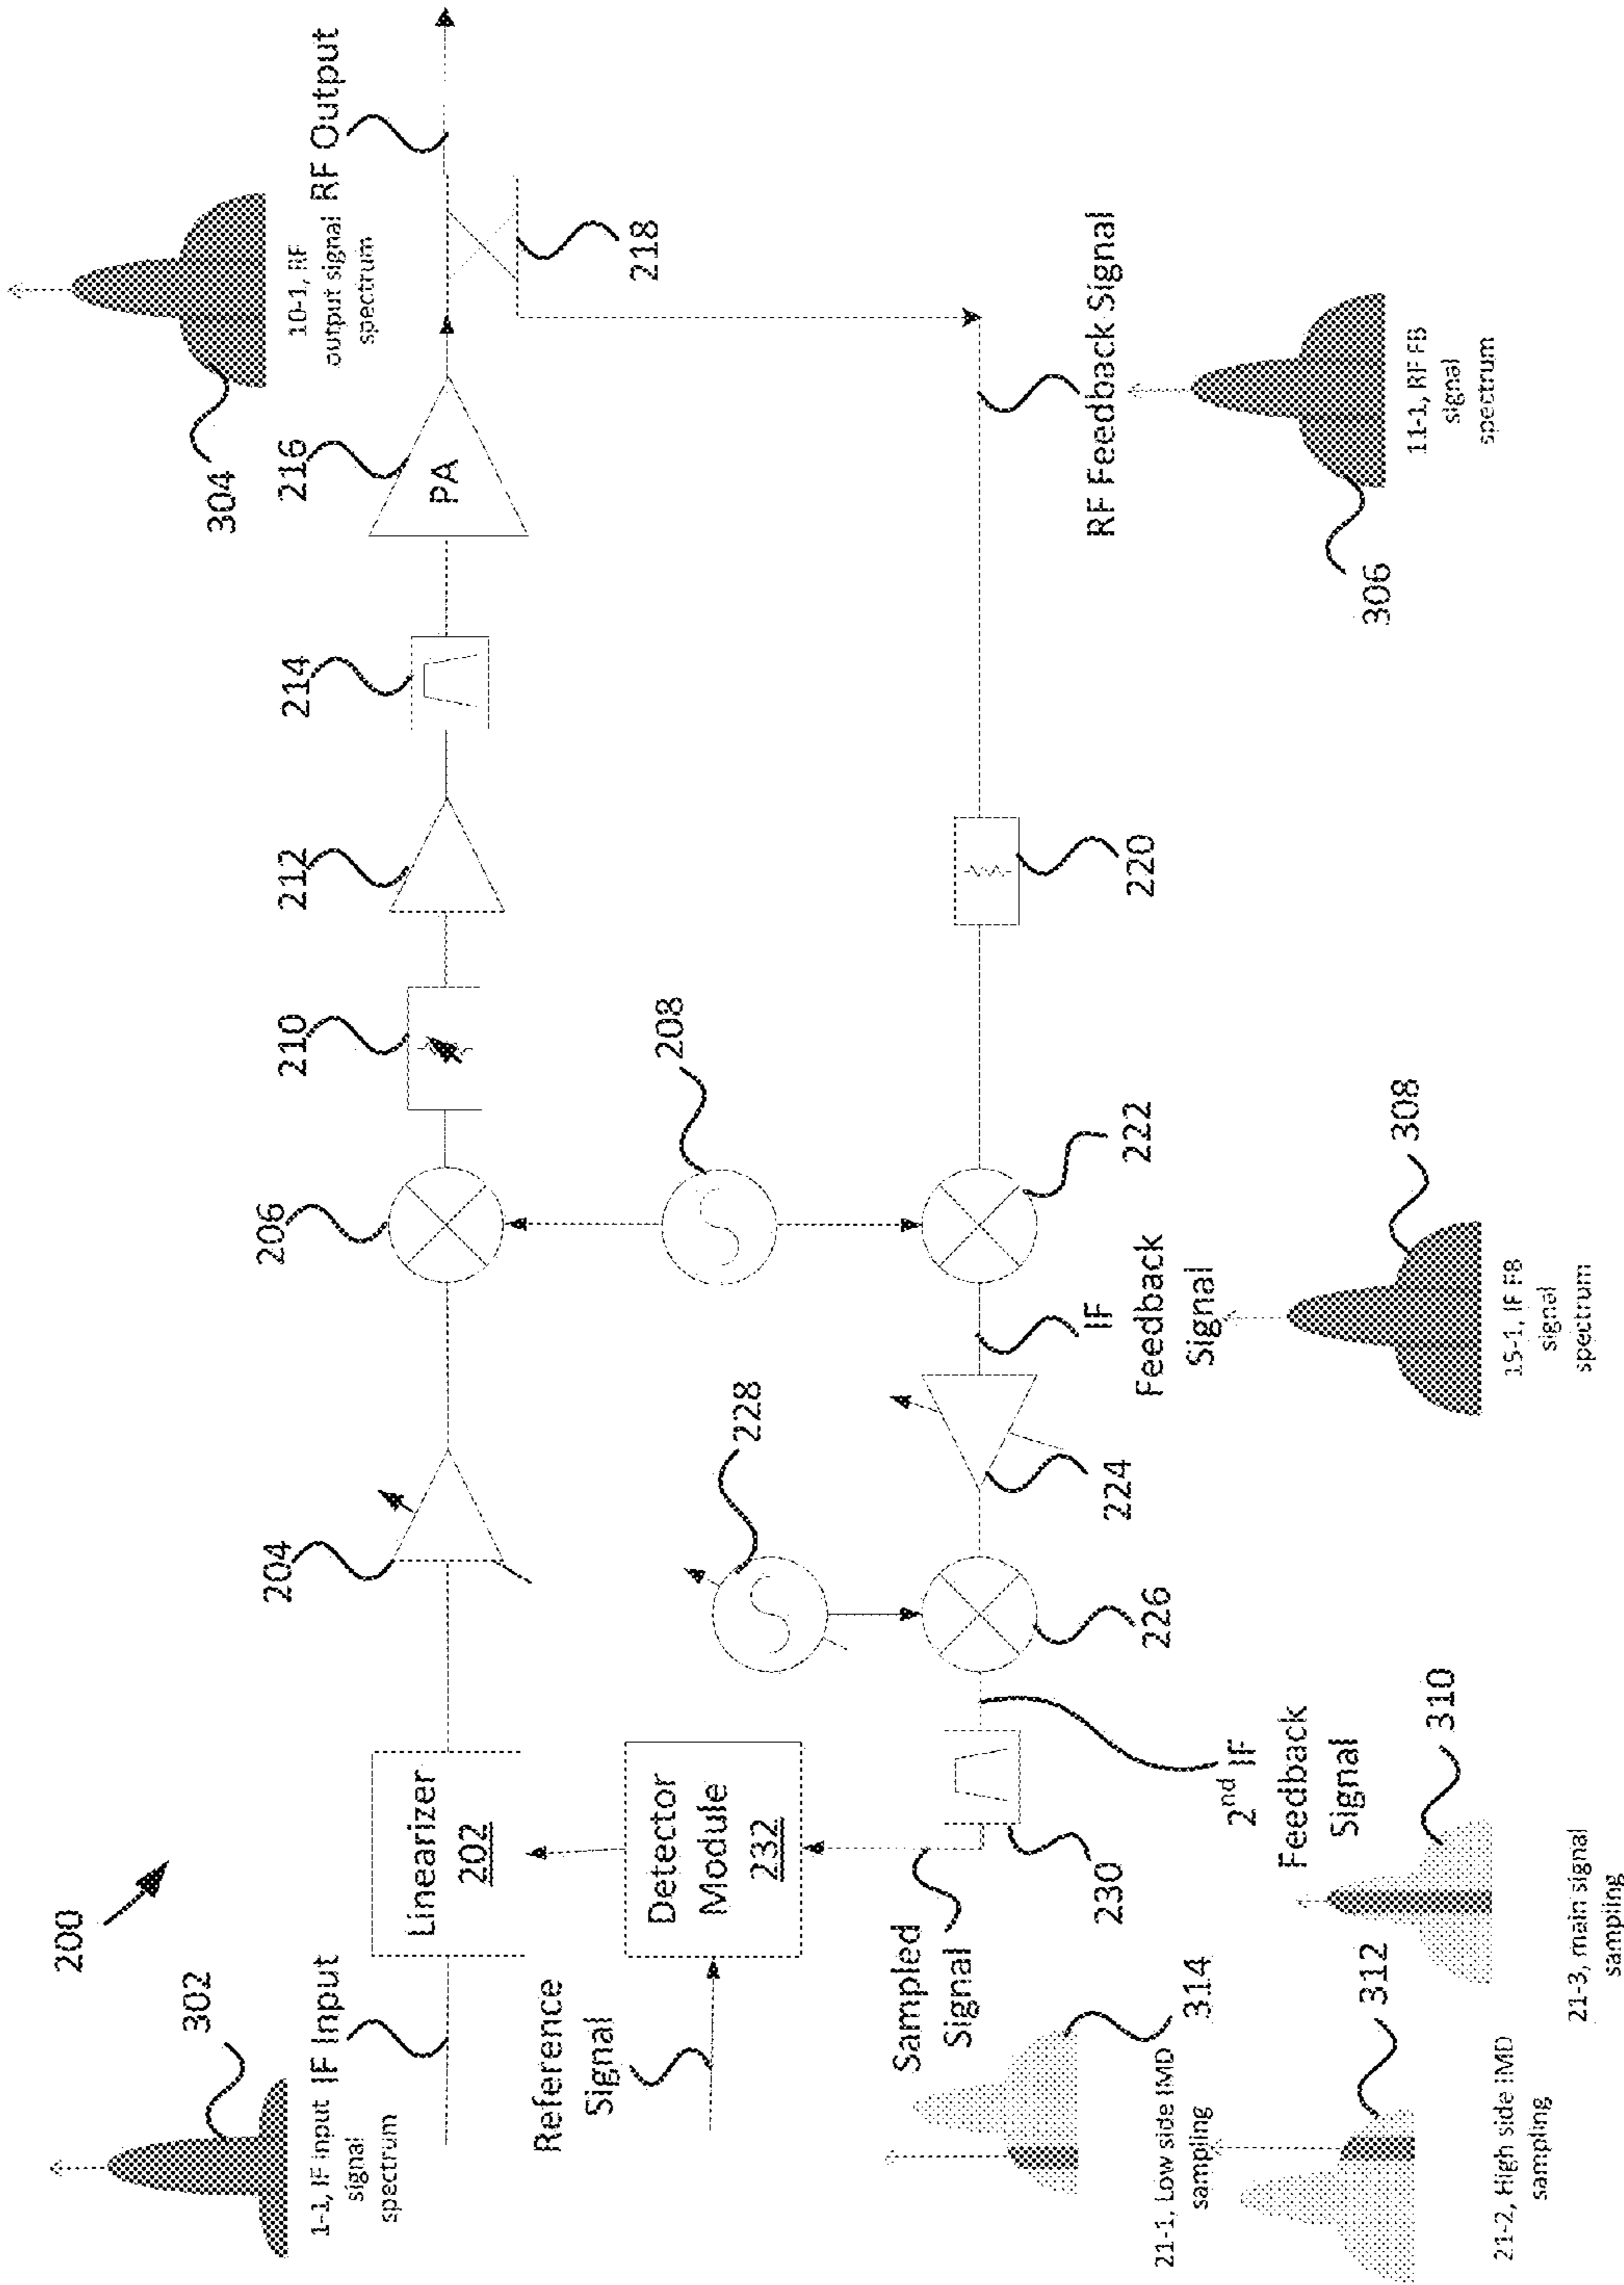 200
302
1-1, IF input
signal
spectrum
IF Input
Linearizer
202
204
206
210
212
214
216
PA
304
10-1, RF
output signal
spectrum
RF Output
218
208
Reference
Signal
Detector
Module
232
228
Sampled
Signal
230
2nd IF
Feedback
Signal
226
224
IF
Feedback
Signal
222
220
RF Feedback Signal
306
11-1, RF FB
signal
spectrum
308
15-1, IF FB
signal
spectrum
314
21-1, Low side IMD
sampling
312
21-2, High side IMD
sampling
310
21-3, main signal
sampling